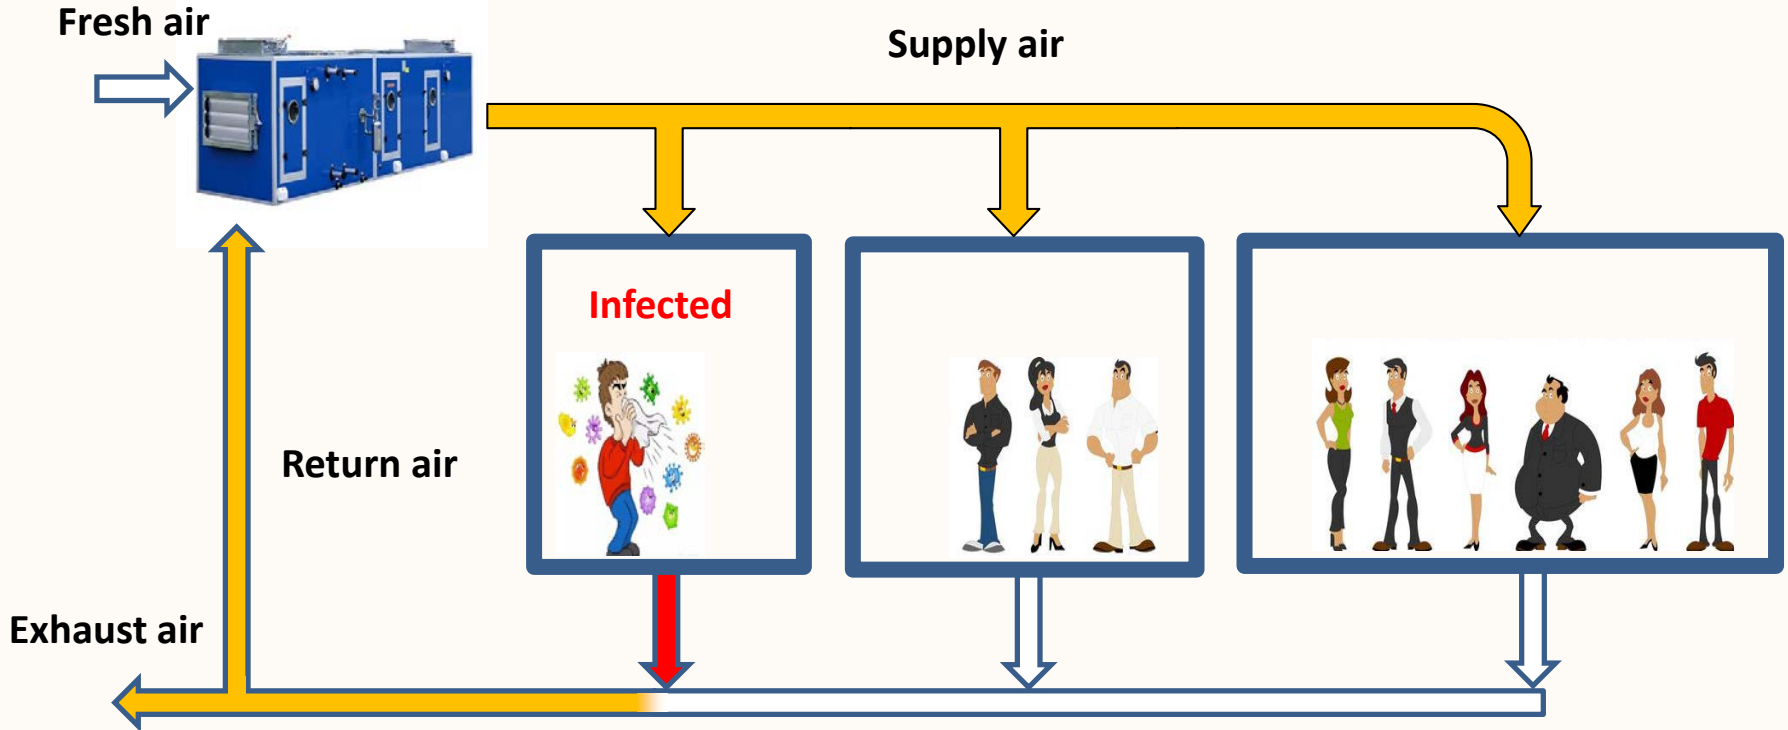 Fresh air
Supply air
Infected
Return air
Exhaust air